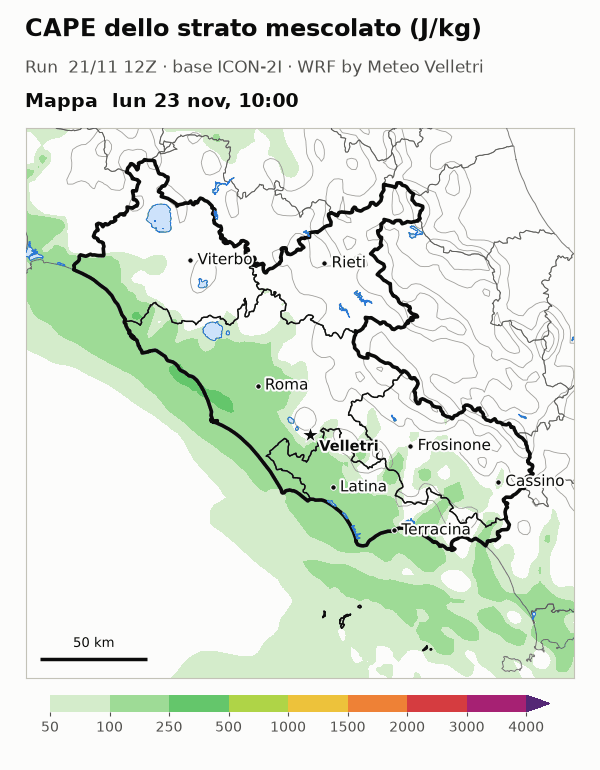 CAPE dello strato mescolato (J/kg)
Run 21/11 12Z · base ICON-2I · WRF by Meteo Velletri
Mappa lun 23 nov, 10:00
Viterbo
Rieti
Roma
Velletri
Frosinone
Latina
Cassino
Terracina
50 km
50 100 250 500 1000 1500 2000 3000 4000